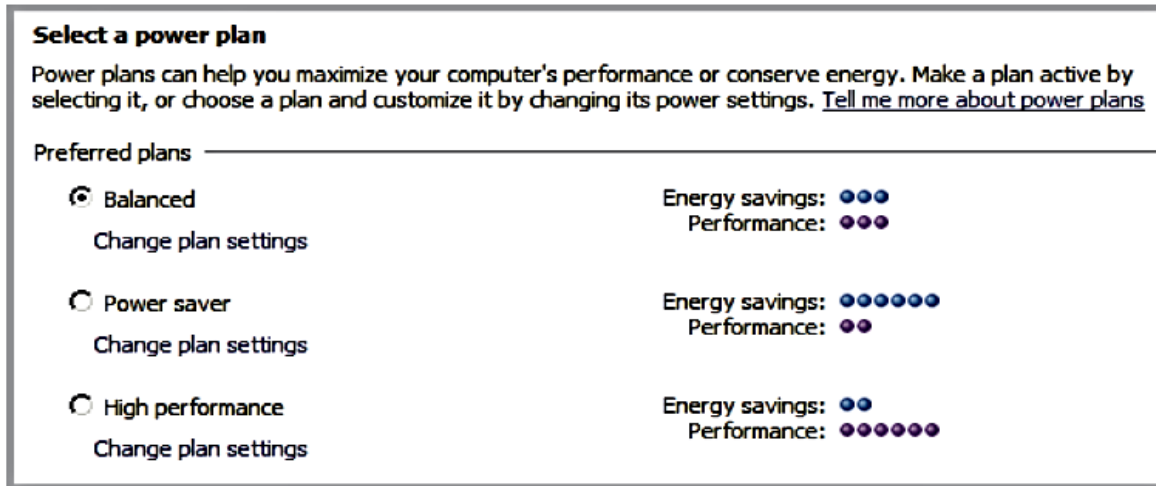 Select a power plan
Power plans can help you maximize your computer's performance or conserve energy. Make a plan active by
selecting it, or choose a plan and customize it by changing its power settings. Tell me more about power plans
Preferred plans
Balanced
Energy savings:
Performance:
Change plan settings
Power saver
Energy savings:
Performance:
Change plan settings
High performance
Energy savings:
Performance:
Change plan settings